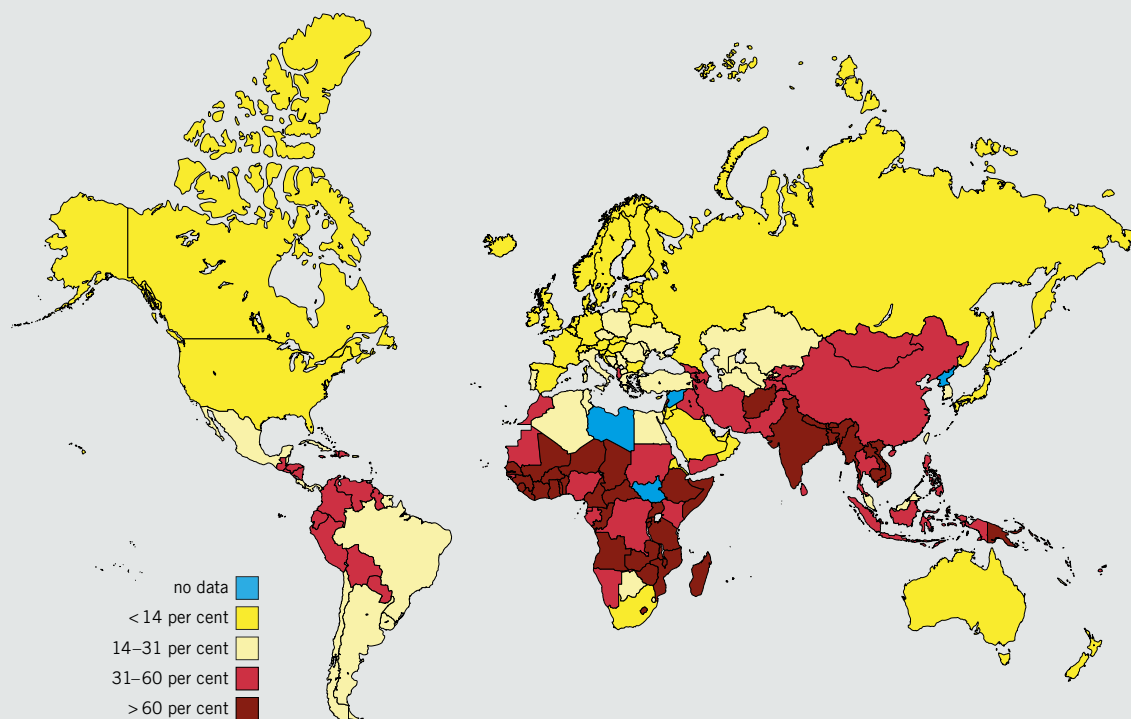 no data
<14 per cent
14–31 per cent
31–60 per cent
>60 per cent